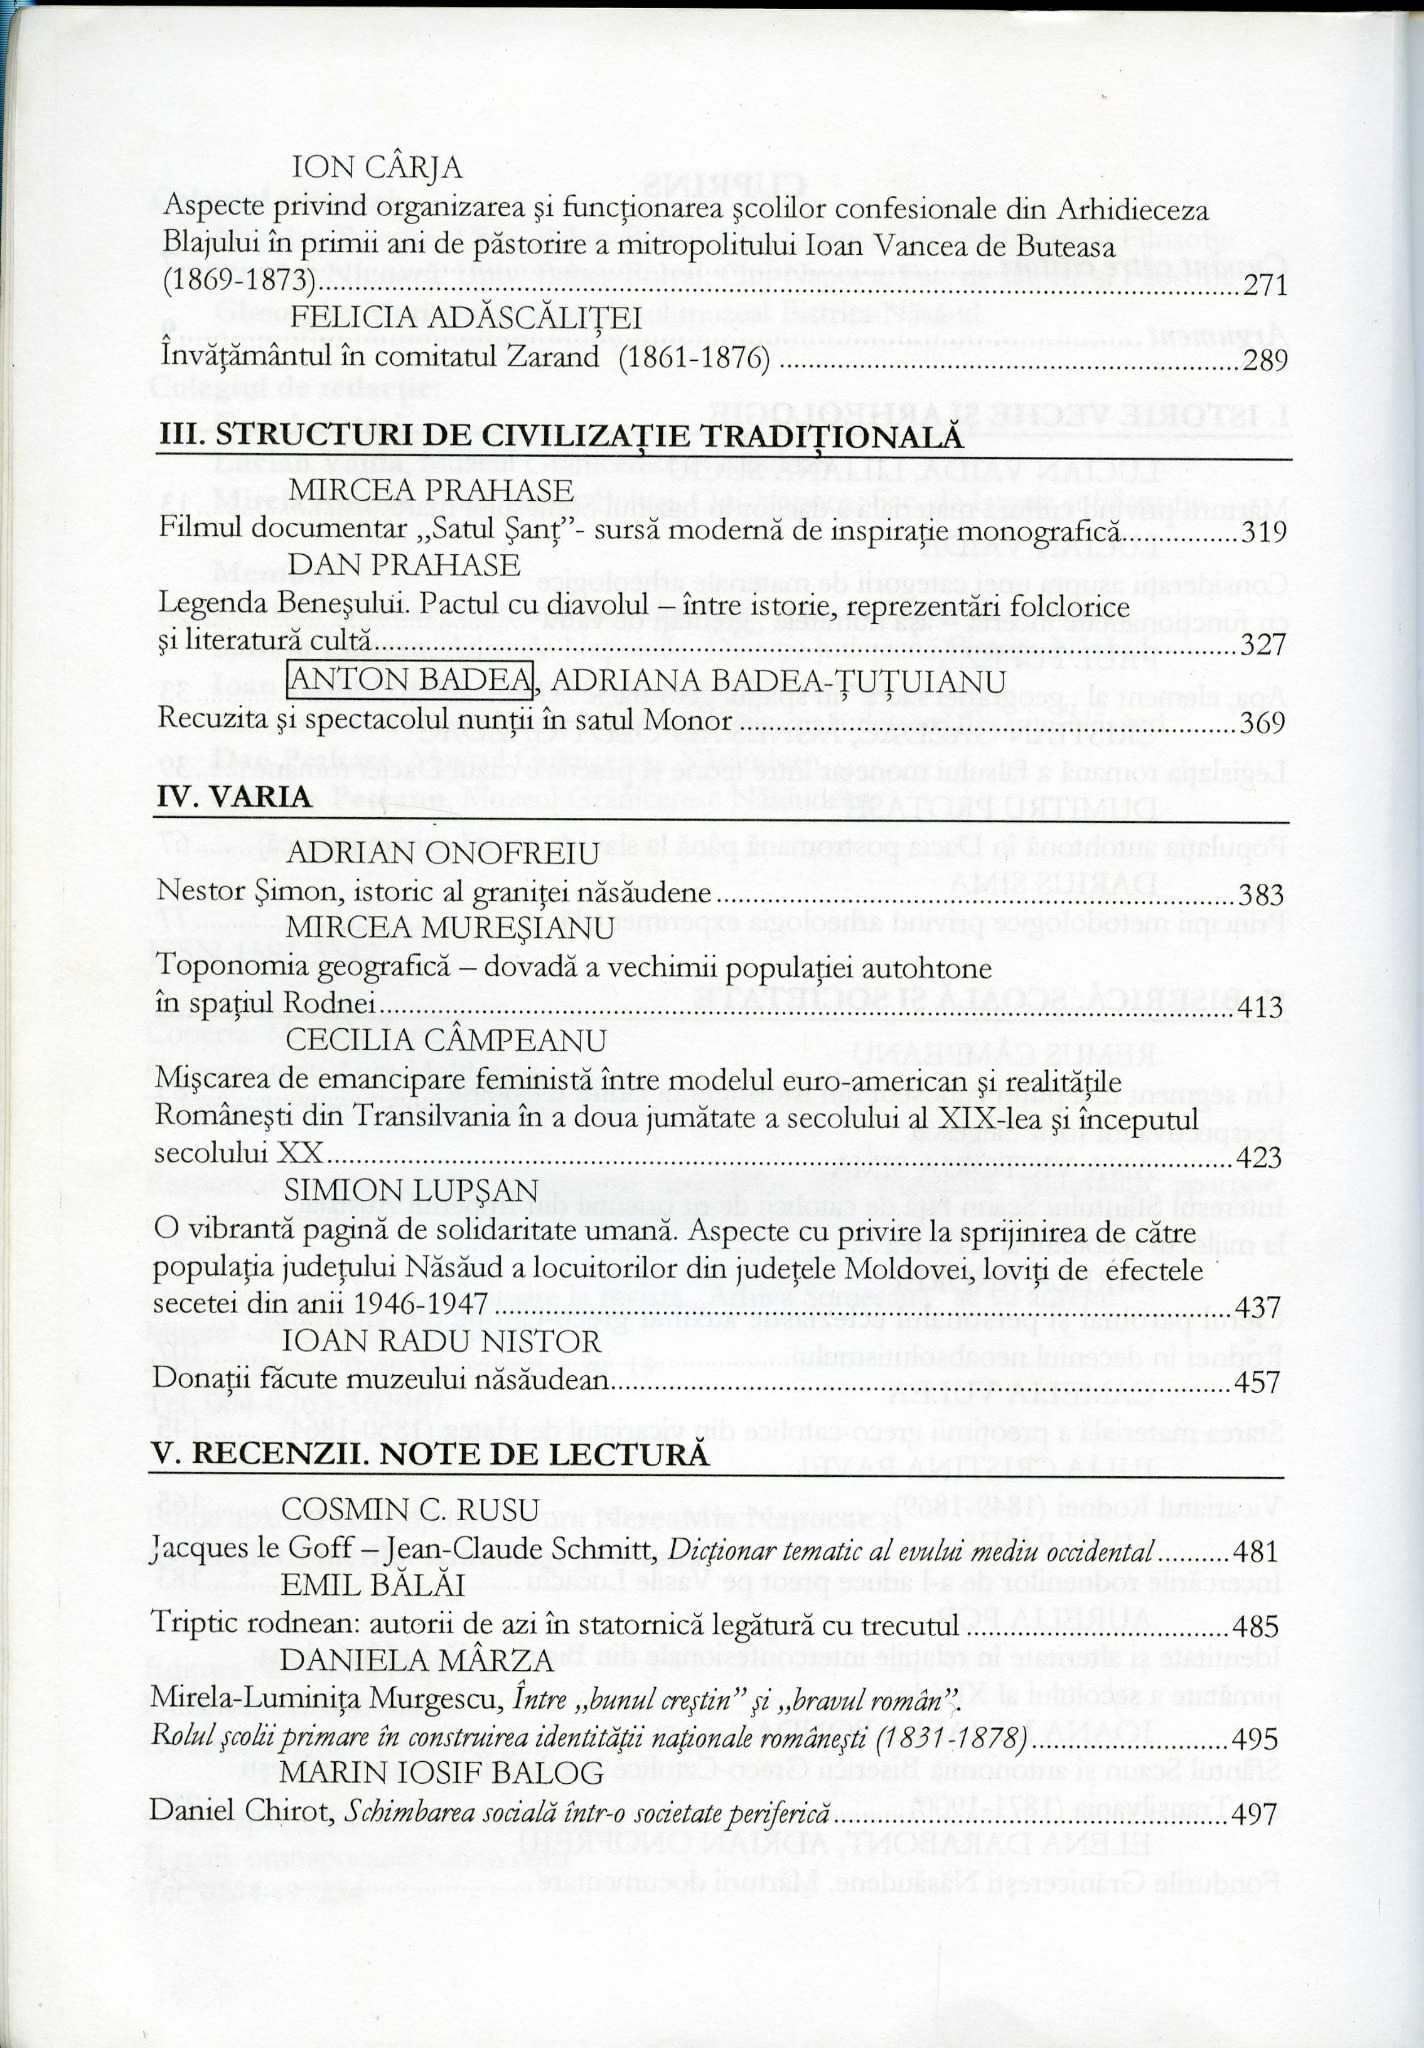 ION CÂRJA
Aspecte privind organizarea şi funcţionarea şcolilor confesionale din Arhidieceza
Blajului în primii ani de păstorire a mitropolitului Ioan Vancea de Buteasa
(1869-1873)..........271
FELICIA ADĂSCĂLIŢEI
Învăţământul în comitatul Zarand (1861-1876) ..........289
III. STRUCTURI DE CIVILIZAŢIE TRADIŢIONALĂ
MIRCEA PRAHASE
Filmul documentar „Satul Şanţ”- sursă modernă de inspiraţie monografică..........319
DAN PRAHASE
Legenda Beneşului. Pactul cu diavolul – între istorie, reprezentări folclorice
şi literatură cultă..........327
ANTON BADEA, ADRIANA BADEA-ŢUŢUIANU
Recuzita şi spectacolul nunţii în satul Monor ..........369
IV. VARIA
ADRIAN ONOFREIU
Nestor Şimon, istoric al graniţei năsăudene..........383
MIRCEA MUREŞIANU
Toponomia geografică – dovadă a vechimii populaţiei autohtone
în spaţiul Rodnei..........413
CECILIA CÂMPEANU
Mişcarea de emancipare feministă între modelul euro-american şi realităţile
Româneşti din Transilvania în a doua jumătate a secolului al XIX-lea şi începutul
secolului XX..........423
SIMION LUPŞAN
O vibrantă pagină de solidaritate umană. Aspecte cu privire la sprijinirea de către
populaţia judeţului Năsăud a locuitorilor din judeţele Moldovei, loviţi de efectele
secetei din anii 1946-1947..........437
IOAN RADU NISTOR
Donaţii făcute muzeului năsăudean..........457
V. RECENZII. NOTE DE LECTURĂ
COSMIN C. RUSU
Jacques le Goff – Jean-Claude Schmitt, Dicţionar tematic al evului mediu occidental..........481
EMIL BĂLĂI
Triptic rodnean: autorii de azi în statornică legătură cu trecutul..........485
DANIELA MÂRZA
Mirela-Luminiţa Murgescu, Între „bunul creştin” şi „bravul român”.
Rolul şcolii primare în construirea identităţii naţionale româneşti (1831-1878)..........495
MARIN IOSIF BALOG
Daniel Chirot, Schimbarea socială într-o societate periferică..........497